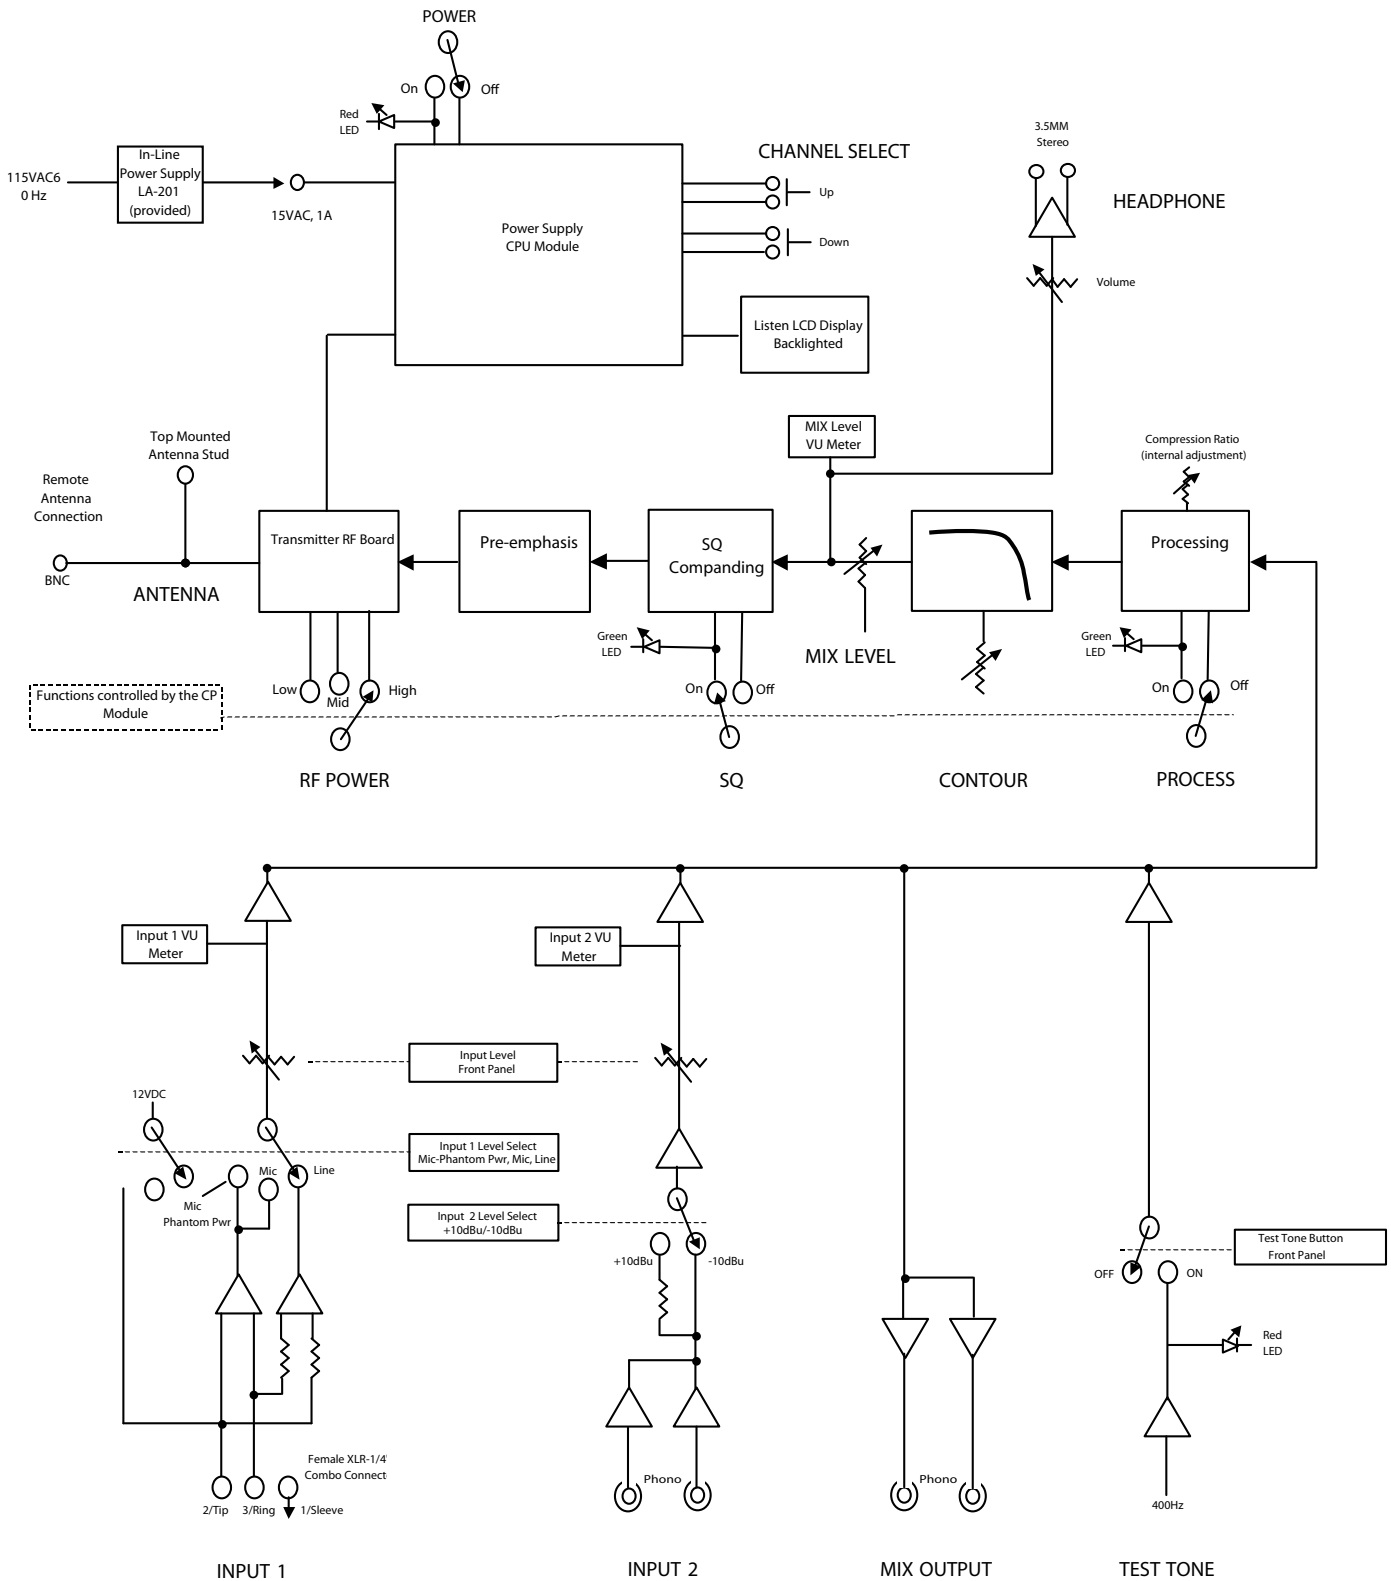 POWER
On
Off
Red
LED
115VAC6
0 Hz
In-Line
Power Supply
LA-201
(provided)
15VAC, 1A
Power Supply
CPU Module
CHANNEL SELECT
Up
Down
Listen LCD Display
Backlighted
3.5MM
Stereo
HEADPHONE
Volume
MIX Level
VU Meter
Compression Ratio
(internal adjustment)
Top Mounted
Antenna Stud
Remote
Antenna
Connection
BNC
ANTENNA
Transmitter RF Board
Pre-emphasis
SQ
Companding
Processing
Low
Mid
High
Green
LED
On
Off
MIX LEVEL
Green
LED
On
Off
Functions controlled by the CP
Module
RF POWER
SQ
CONTOUR
PROCESS
Input 1 VU
Meter
Input 2 VU
Meter
Input Level
Front Panel
12VDC
Input 1 Level Select
Mic-Phantom Pwr, Mic, Line
Mic
Line
Mic
Phantom Pwr
Input 2 Level Select
+10dBu/-10dBu
+10dBu
-10dBu
Test Tone Button
Front Panel
OFF
ON
Red
LED
Female XLR-1/4"
Combo Connect
2/Tip
3/Ring
1/Sleeve
Phono
Phono
400Hz
INPUT 1
INPUT 2
MIX OUTPUT
TEST TONE